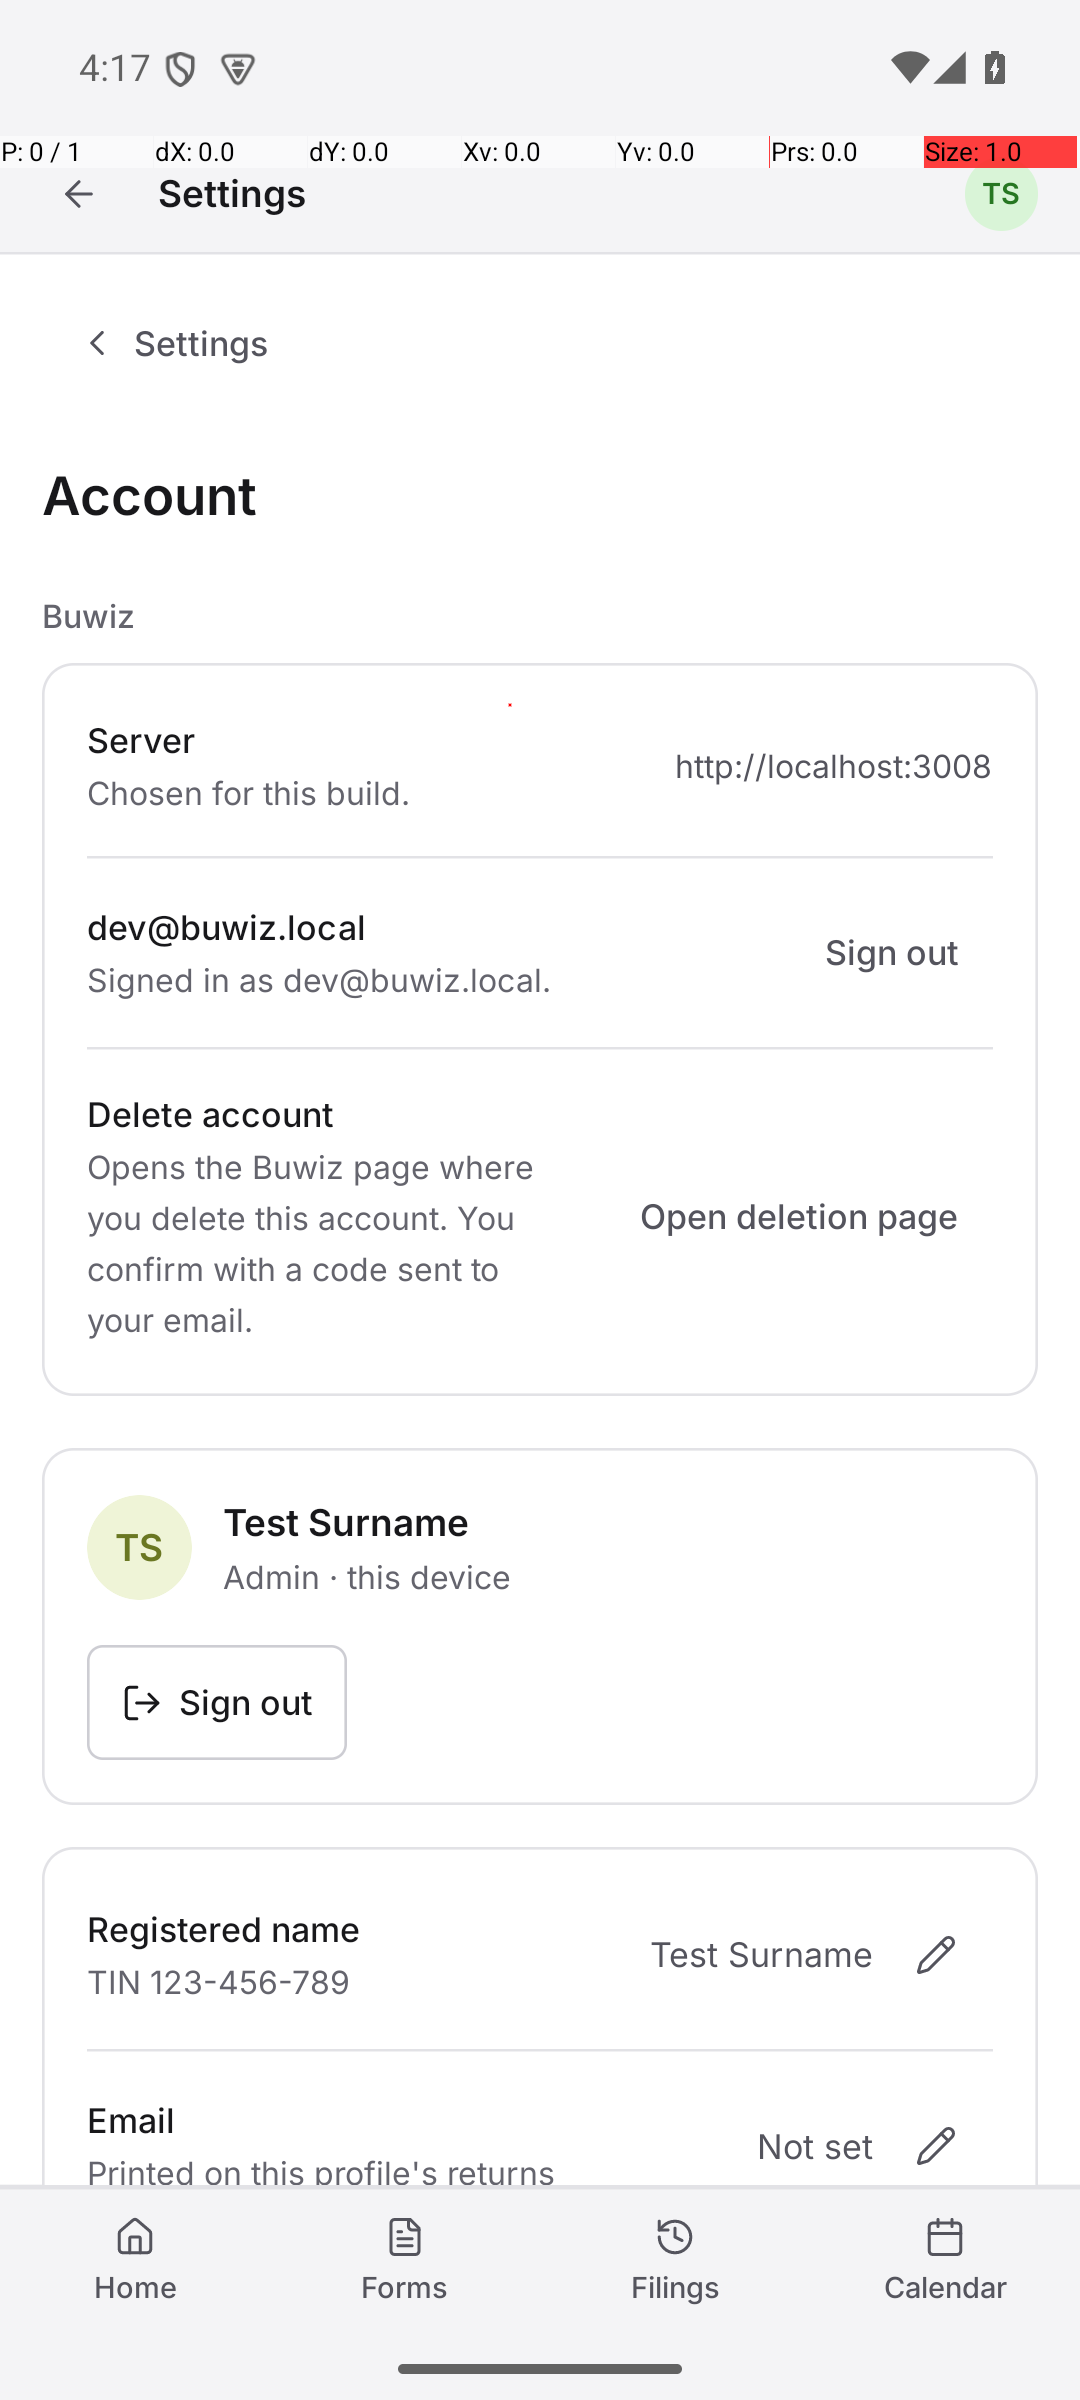 4:17
P: 0 / 1 dX: 0.0 dY: 0.0 Xv: 0.0 Yv: 0.0 Prs: 0.0 Size: 1.0
Settings TS
Settings
Account
Buwiz
Server
Chosen for this build.
http://localhost:3008
dev@buwiz.local
Signed in as dev@buwiz.local.
Sign out
Delete account
Opens the Buwiz page where
you delete this account. You
confirm with a code sent to
your email.
Open deletion page
TS
Test Surname
Admin · this device
Sign out
Registered name
TIN 123-456-789
Test Surname
Email
Printed on this profile's returns
Not set
Home Forms Filings Calendar